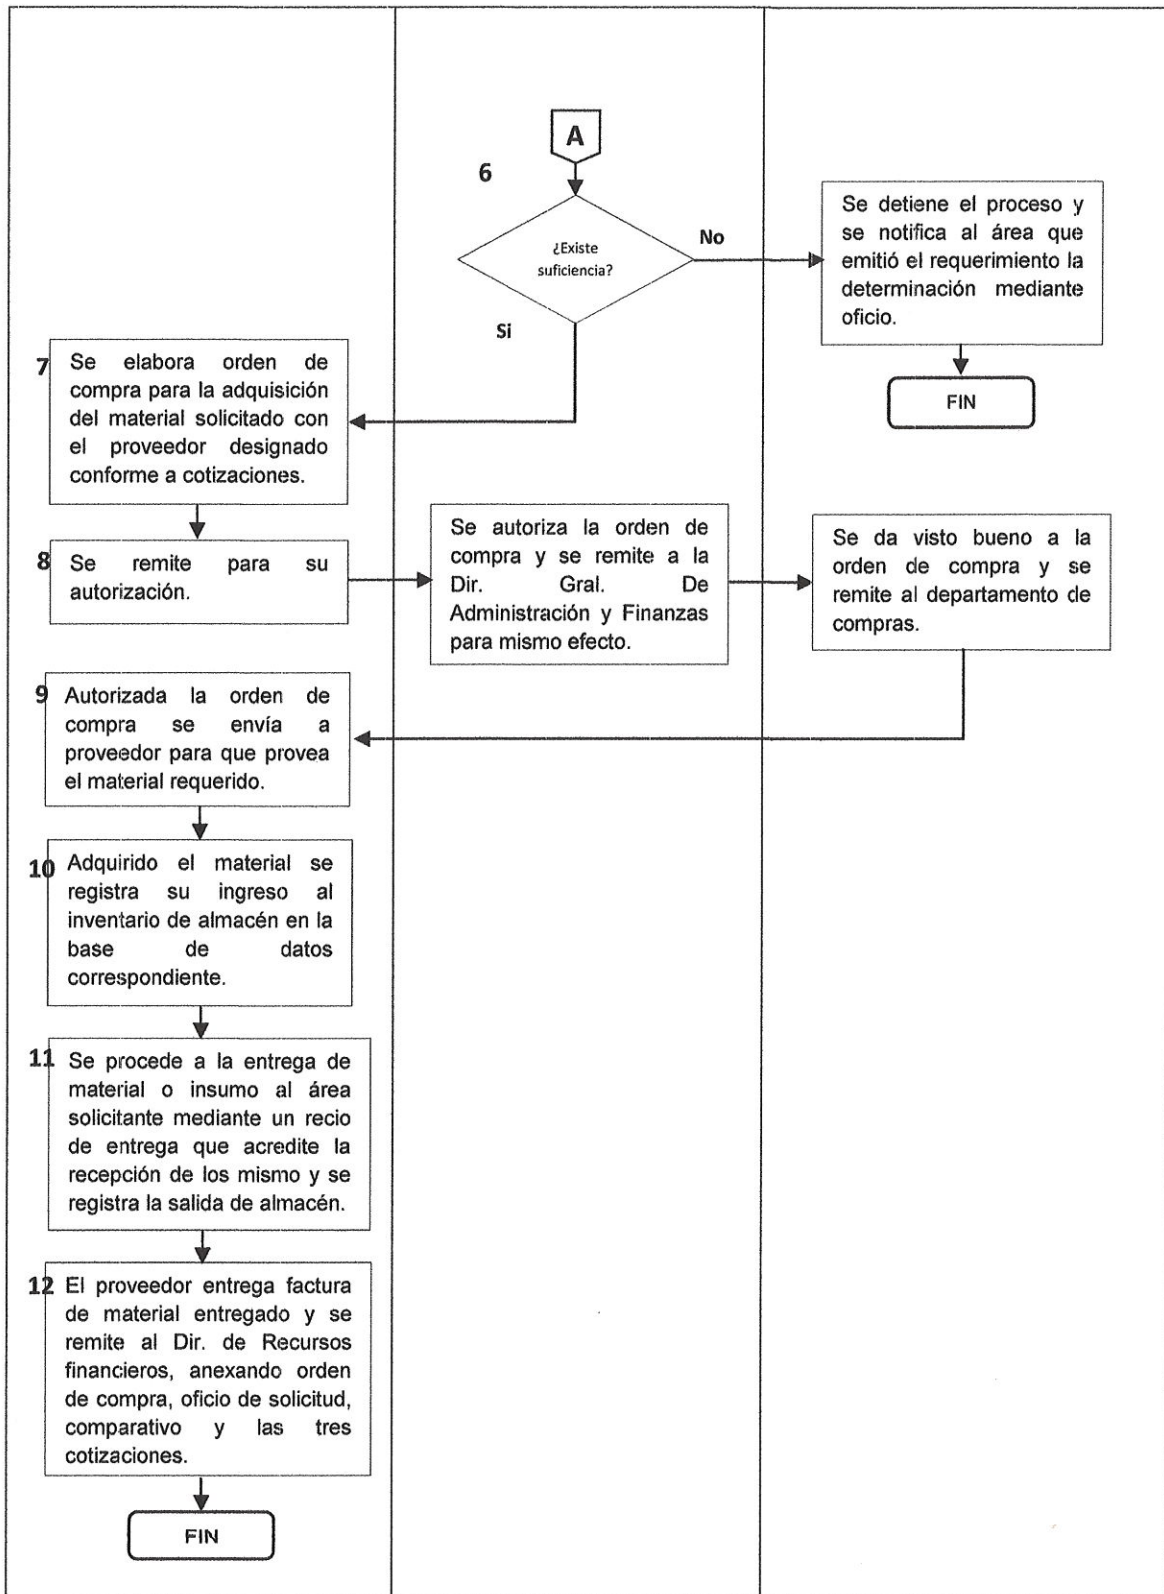 A
6
¿Existe
suficiencia?
No
Si
Se detiene el proceso y
se notifica al área que
emitió el requerimiento la
determinación mediante
oficio.
FIN
7
Se elabora orden de
compra para la adquisición
del material solicitado con
el proveedor designado
conforme a cotizaciones.
8
Se remite para su
autorización.
Se autoriza la orden de
compra y se remite a la
Dir. Gral. De
Administración y Finanzas
para mismo efecto.
Se da visto bueno a la
orden de compra y se
remite al departamento de
compras.
9
Autorizada la orden de
compra se envía a
proveedor para que provea
el material requerido.
10
Adquirido el material se
registra su ingreso al
inventario de almacén en la
base de datos
correspondiente.
11
Se procede a la entrega de
material o insumo al área
solicitante mediante un recio
de entrega que acredite la
recepción de los mismo y se
registra la salida de almacén.
12
El proveedor entrega factura
de material entregado y se
remite al Dir. de Recursos
financieros, anexando orden
de compra, oficio de solicitud,
comparativo y las tres
cotizaciones.
FIN